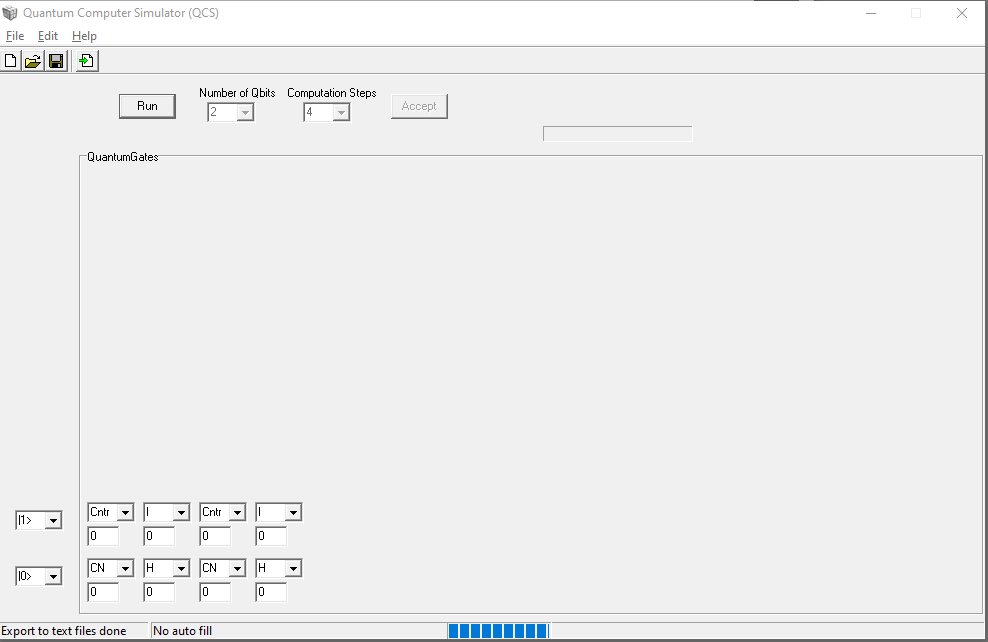 Quantum Computer Simulator (QCS)
File Edit Help
Number of Qbits Computation Steps
Run 2 4 Accept
QuantumGates
|1> Cntr I Cntr I
0 0 0 0
|0> CN H CN H
0 0 0 0
Export to text files done No auto fill